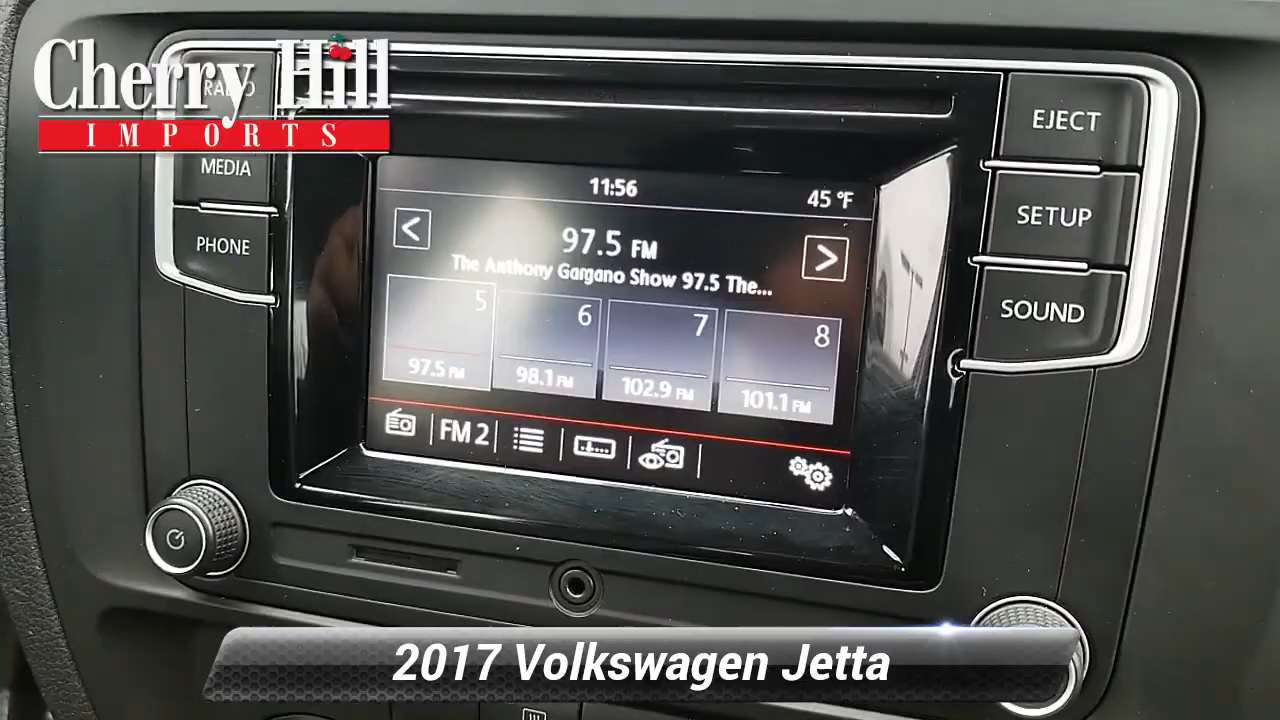 Cherry Hill
IMPORTS
RADIO
MEDIA
PHONE
EJECT
SETUP
SOUND
11:56
45 °F
<
97.5 FM
>
The Anthony Gargano Show 97.5 The...
5
6
7
8
97.5 FM
98.1 FM
102.9 FM
101.1 FM
FM 2
2017 Volkswagen Jetta